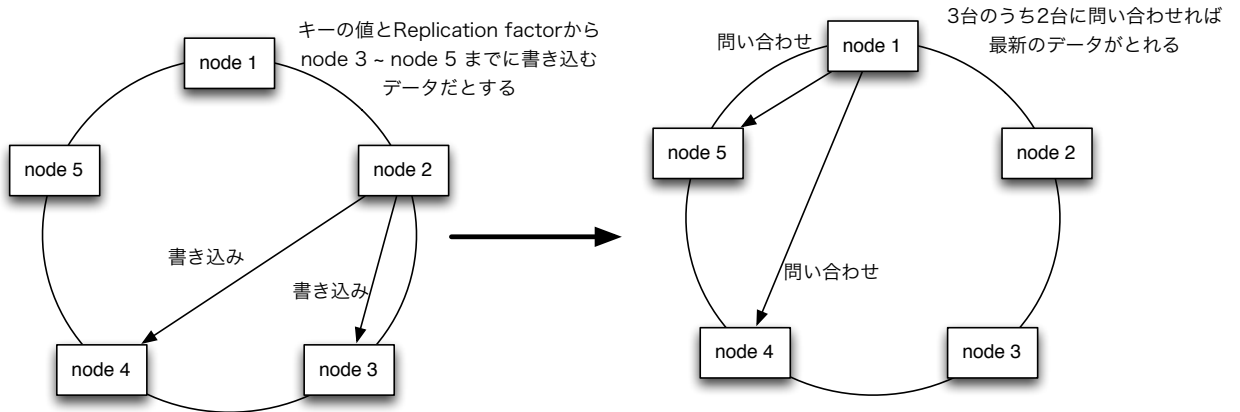 キーの値とReplication factorから
node 3 ~ node 5 までに書き込む
データだとする
node 1
node 5
node 2
書き込み
書き込み
node 4
node 3
3台のうち2台に問い合わせれば
最新のデータがとれる
問い合わせ
node 1
node 5
node 2
問い合わせ
node 4
node 3